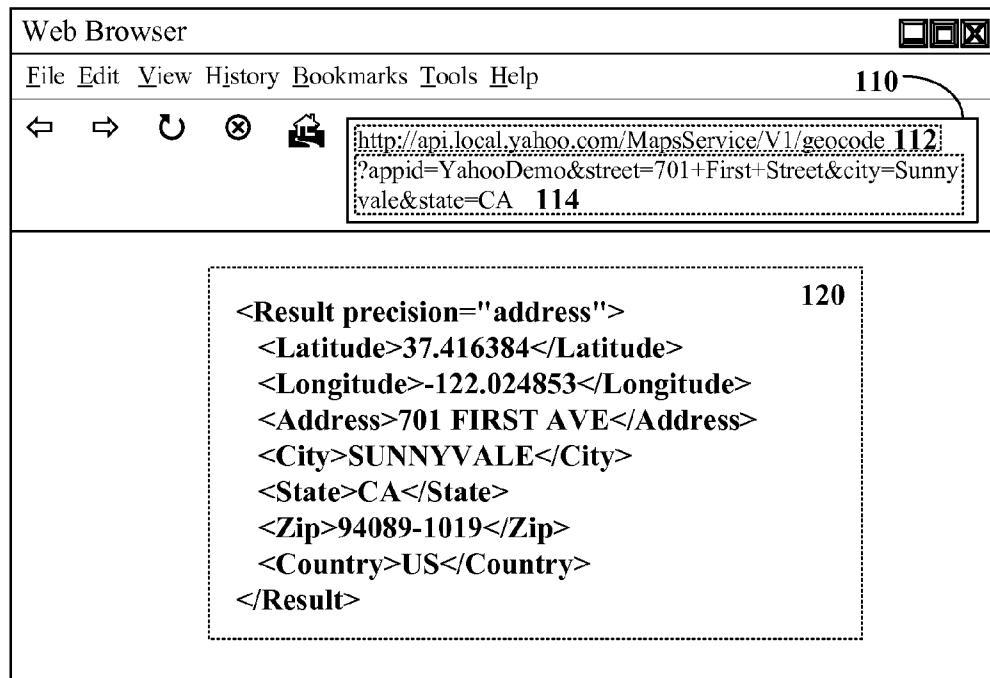 Web Browser
File Edit View History Bookmarks Tools Help
110
http://api.local.yahoo.com/MapsService/V1/geocode 112
?appid=YahooDemo&street=701+First+Street&city=Sunny
vale&state=CA 114
120
<Result precision="address">
<Latitude>37.416384</Latitude>
<Longitude>-122.024853</Longitude>
<Address>701 FIRST AVE</Address>
<City>SUNNYVALE</City>
<State>CA</State>
<Zip>94089-1019</Zip>
<Country>US</Country>
</Result>